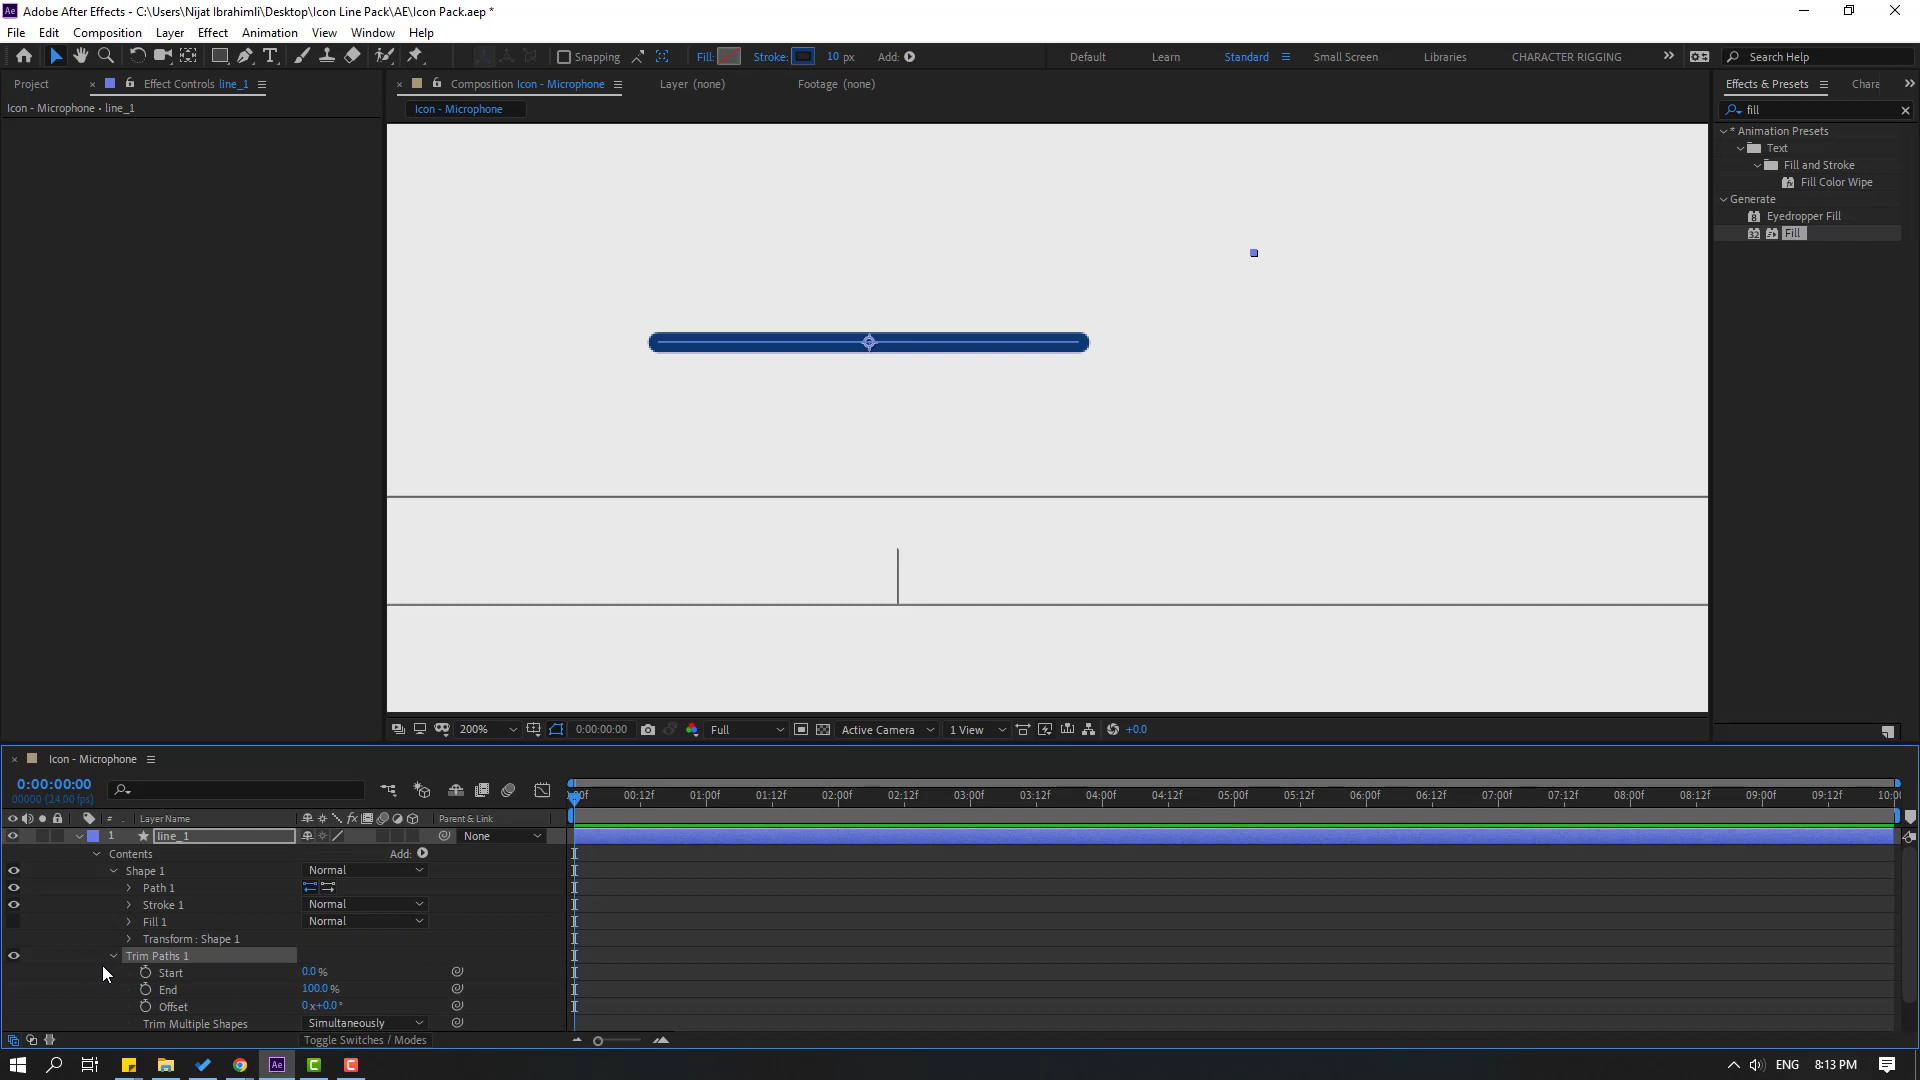 Adobe After Effects - C:\Users\Nijat Ibrahimli\Desktop\Icon Line Pack\AE\Icon Pack.aep *
File Edit Composition Layer Effect Animation View Window Help
Snapping Fill: Stroke: 10 px Add: Default Learn Standard Small Screen Libraries CHARACTER RIGGING Search Help
Project Effect Controls line_1 Composition Icon - Microphone Layer (none) Footage (none) Effects & Presets Chara
Icon - Microphone • line_1 Icon - Microphone fill
* Animation Presets
Text
Fill and Stroke
Fill Color Wipe
Generate
Eyedropper Fill
Fill
200% 0:00:00:00 Full Active Camera 1 View +0.0
Icon - Microphone
0:00:00:00
00000 (24.00 fps)
:00f 00:12f 01:00f 01:12f 02:00f 02:12f 03:00f 03:12f 04:00f 04:12f 05:00f 05:12f 06:00f 06:12f 07:00f 07:12f 08:00f 08:12f 09:00f 09:12f 10:00
# Layer Name fx Parent & Link
1 line_1 None
Contents Add:
Shape 1 Normal
Path 1
Stroke 1 Normal
Fill 1 Normal
Transform : Shape 1
Trim Paths 1
Start 0.0 %
End 100.0 %
Offset 0 x +0.0 °
Trim Multiple Shapes Simultaneously
Toggle Switches / Modes
ENG 8:13 PM